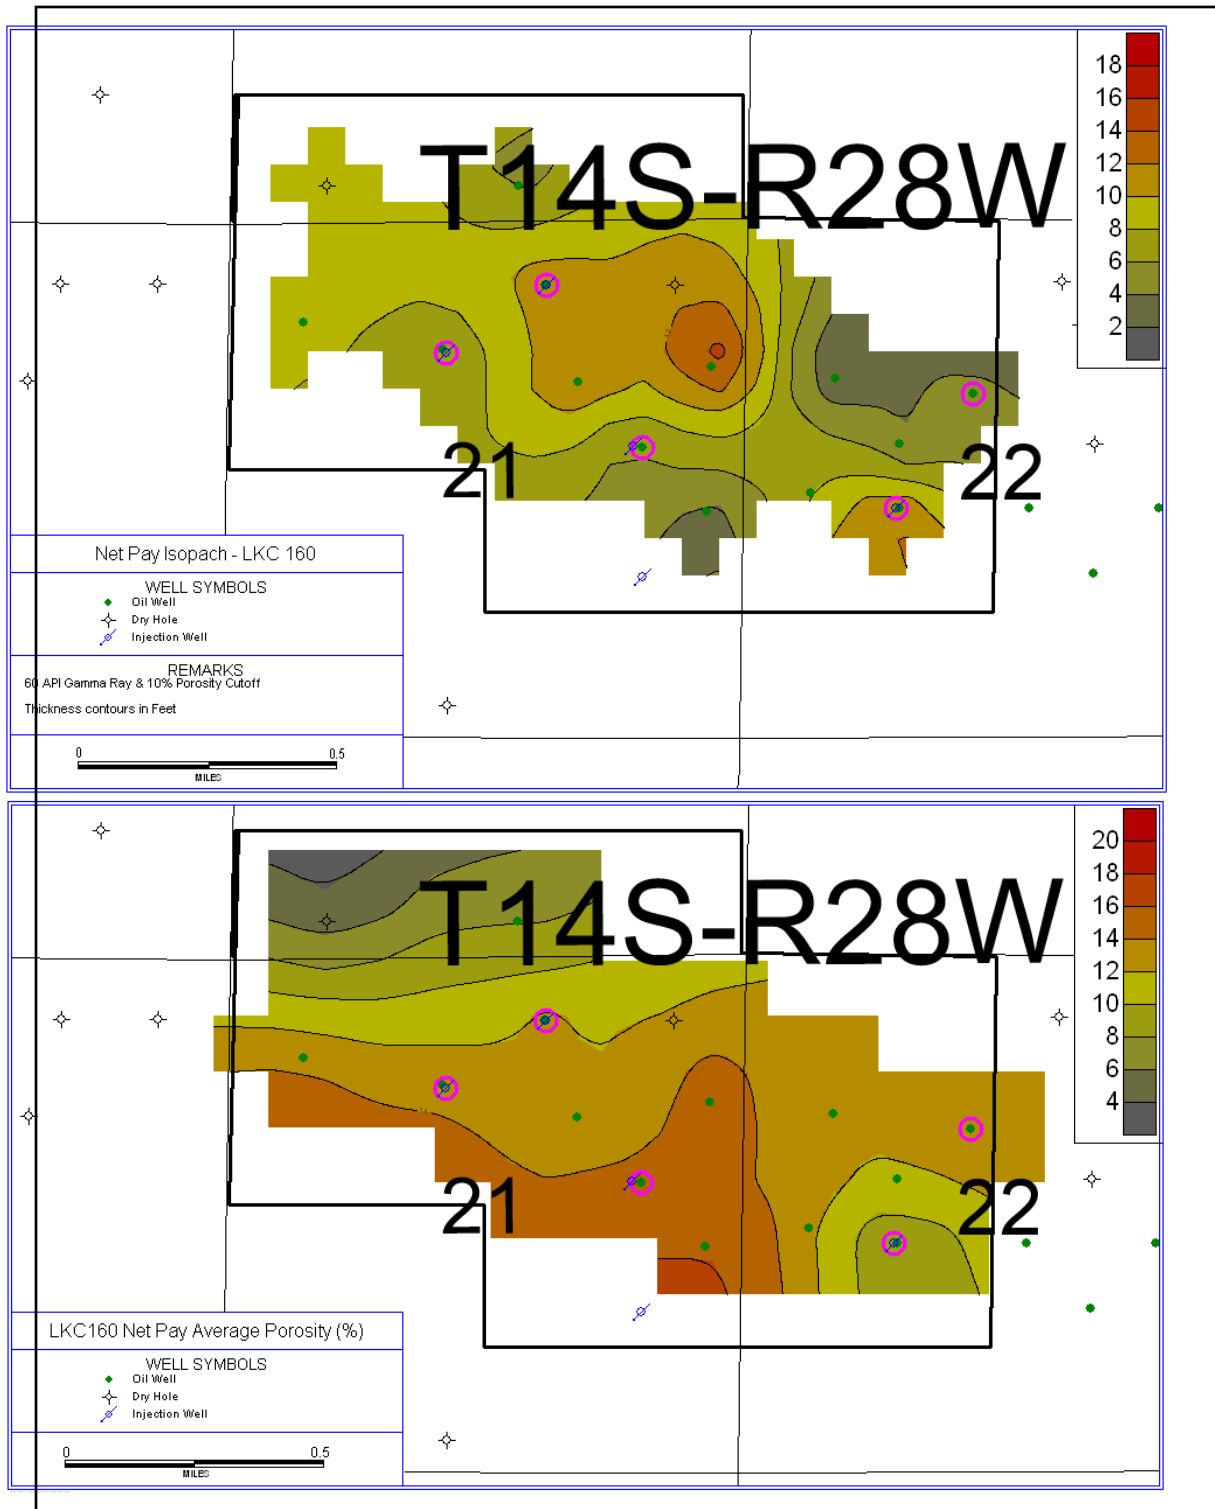 T14S-R28W
18
16
14
12
10
8
6
4
2
12
21
22
Net Pay Isopach - LKC 160
WELL SYMBOLS
Oil Well
Dry Hole
Injection Well
REMARKS
60 API Gamma Ray & 10% Porosity Cutoff
Thickness contours in Feet
0 0.5
MILES
T14S-R28W
20
18
16
14
12
10
8
6
4
14
21
22
LKC160 Net Pay Average Porosity (%)
WELL SYMBOLS
Oil Well
Dry Hole
Injection Well
0 0.5
MILES